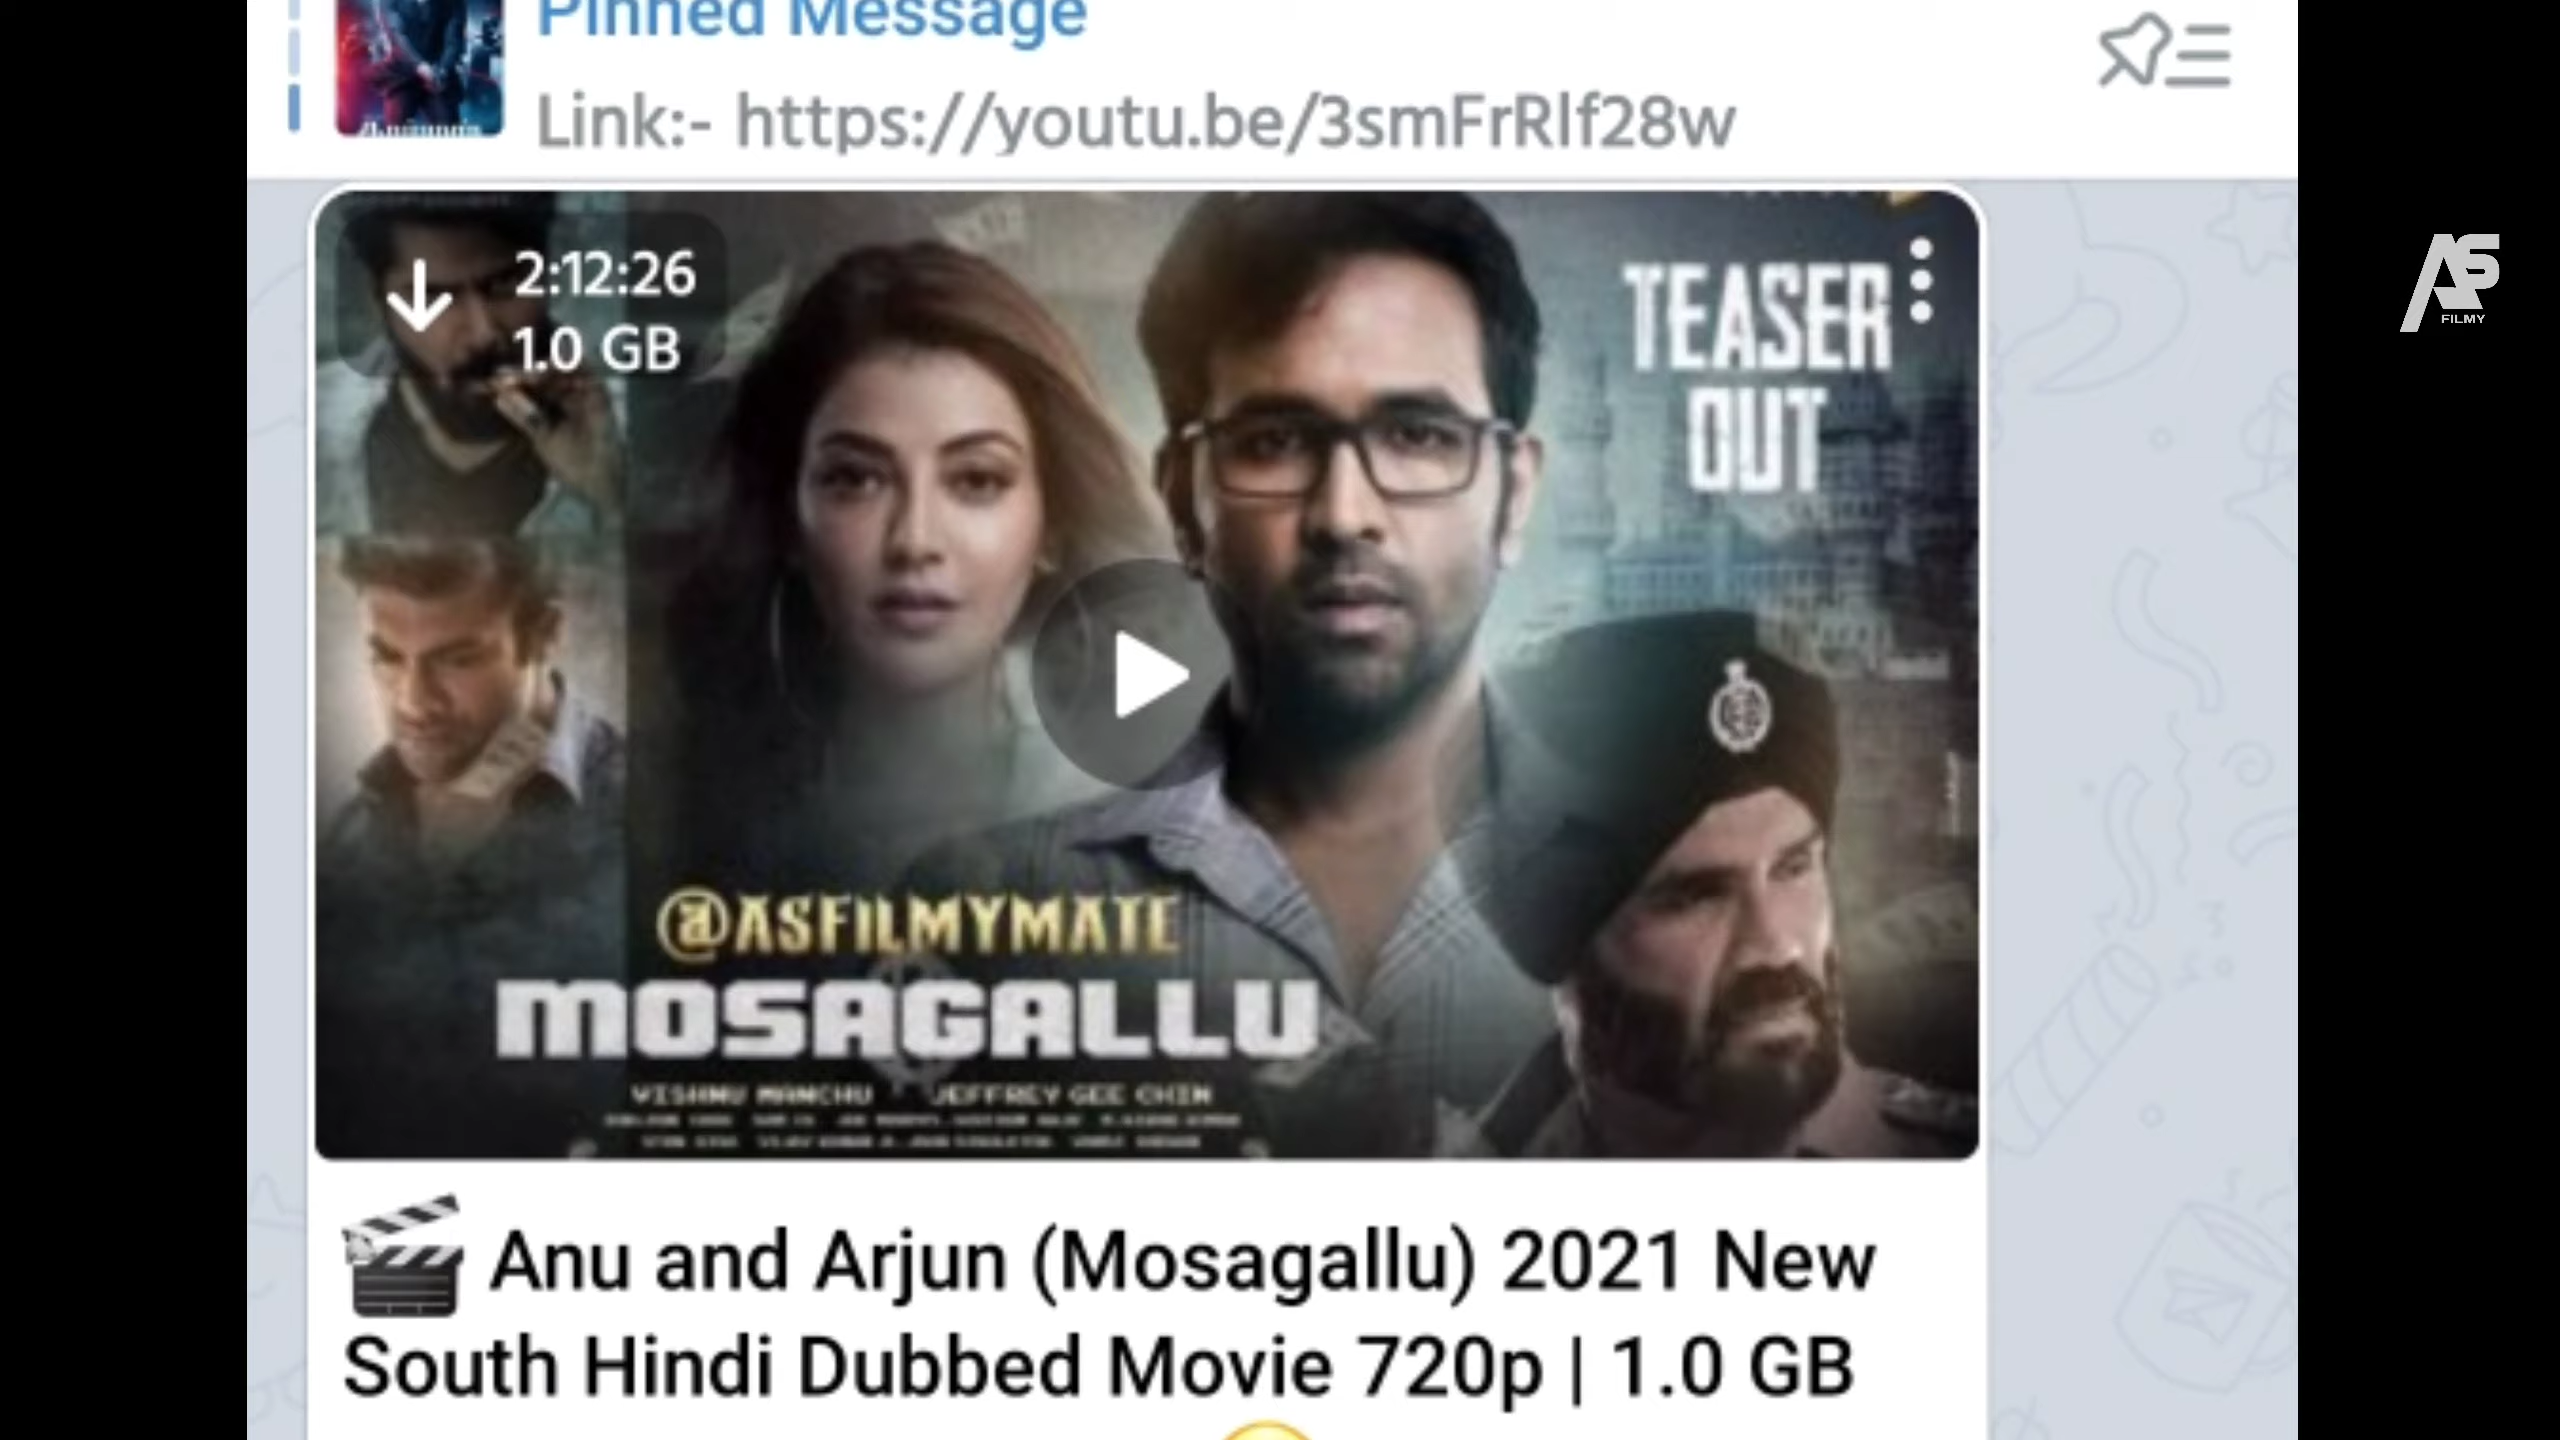 Pinned Message
Link:- https://youtu.be/3smFrRlf28w
2:12:26
1.0 GB
TEASER
OUT
@ASFILMYMATE
MOSAGALLU
VISHNU MANCHU JEFFREY GEE CHIN
Anu and Arjun (Mosagallu) 2021 New
South Hindi Dubbed Movie 720p | 1.0 GB
AS
FILMY